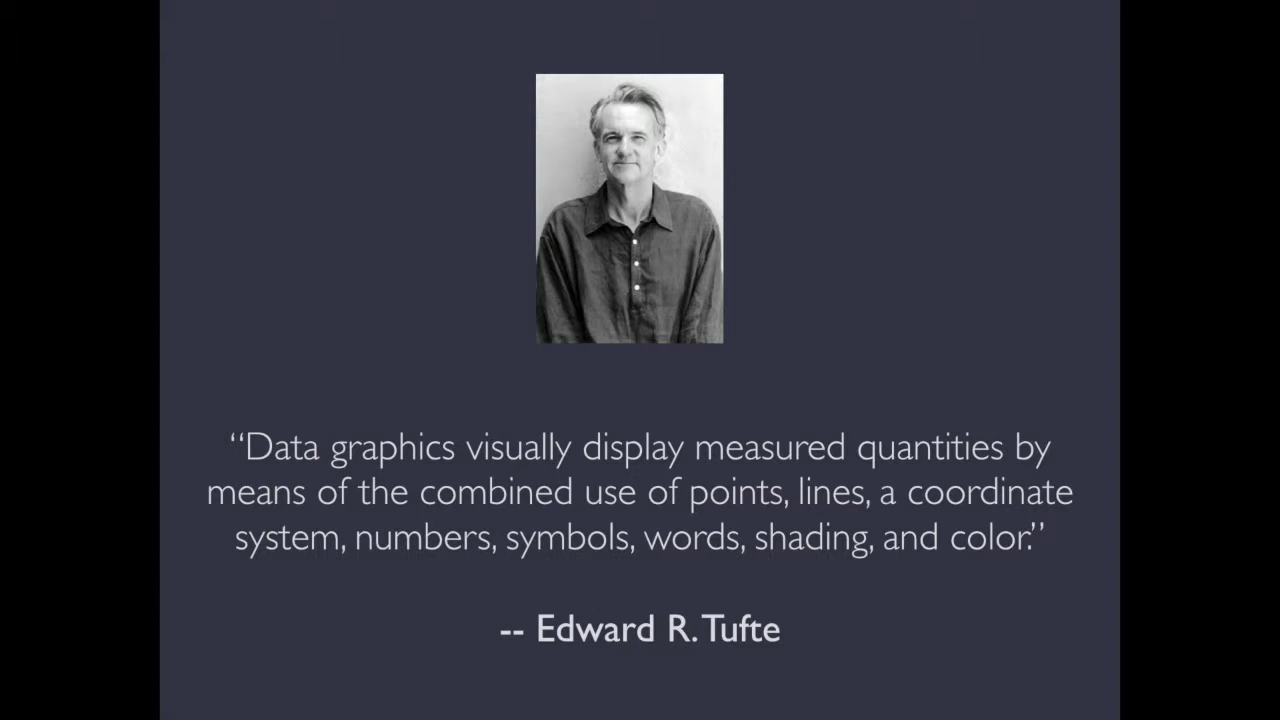 “Data graphics visually display measured quantities by
means of the combined use of points, lines, a coordinate
system, numbers, symbols, words, shading, and color.”
-- Edward R. Tufte